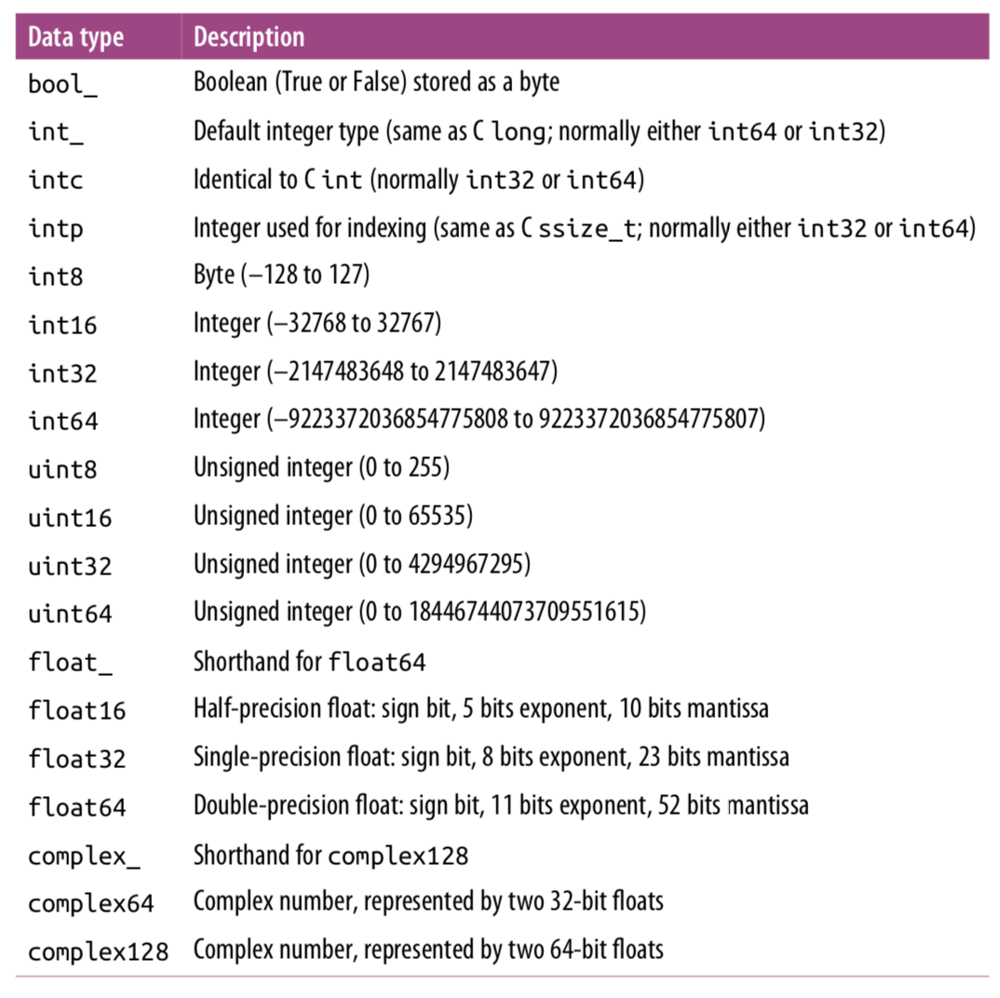 Data type Description
bool_ Boolean (True or False) stored as a byte
int_ Default integer type (same as C long; normally either int64 or int32)
intc Identical to C int (normally int32 or int64)
intp Integer used for indexing (same as C ssize_t; normally either int32 or int64)
int8 Byte (–128 to 127)
int16 Integer (–32768 to 32767)
int32 Integer (–2147483648 to 2147483647)
int64 Integer (–9223372036854775808 to 9223372036854775807)
uint8 Unsigned integer (0 to 255)
uint16 Unsigned integer (0 to 65535)
uint32 Unsigned integer (0 to 4294967295)
uint64 Unsigned integer (0 to 18446744073709551615)
float_ Shorthand for float64
float16 Half-precision float: sign bit, 5 bits exponent, 10 bits mantissa
float32 Single-precision float: sign bit, 8 bits exponent, 23 bits mantissa
float64 Double-precision float: sign bit, 11 bits exponent, 52 bits mantissa
complex_ Shorthand for complex128
complex64 Complex number, represented by two 32-bit floats
complex128 Complex number, represented by two 64-bit floats